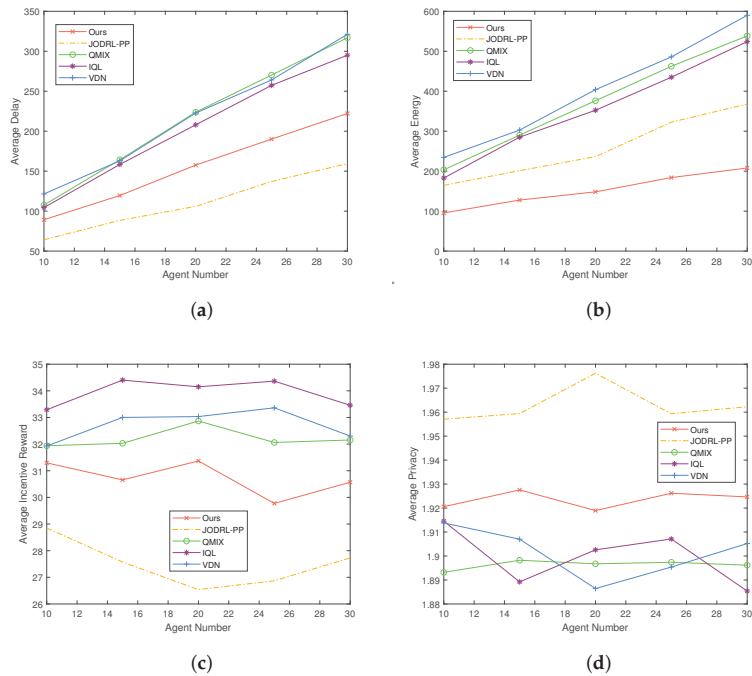 350
300
250
200
150
100
50
Average Delay
Ours
JODRL-PP
QMIX
IQL
VDN
10 12 14 16 18 20 22 24 26 28 30
Agent Number
(a)
600
500
400
300
200
100
0
Average Energy
Ours
JODRL-PP
QMIX
IQL
VDN
10 12 14 16 18 20 22 24 26 28 30
Agent Number
(b)
35
34
33
32
31
30
29
28
27
26
Average Incentive Reward
Ours
JODRL-PP
QMIX
IQL
VDN
10 12 14 16 18 20 22 24 26 28 30
Agent Number
(c)
1.98
1.97
1.96
1.95
1.94
1.93
1.92
1.91
1.9
1.89
1.88
Average Privacy
Ours
JODRL-PP
QMIX
IQL
VDN
10 12 14 16 18 20 22 24 26 28 30
Agent Number
(d)